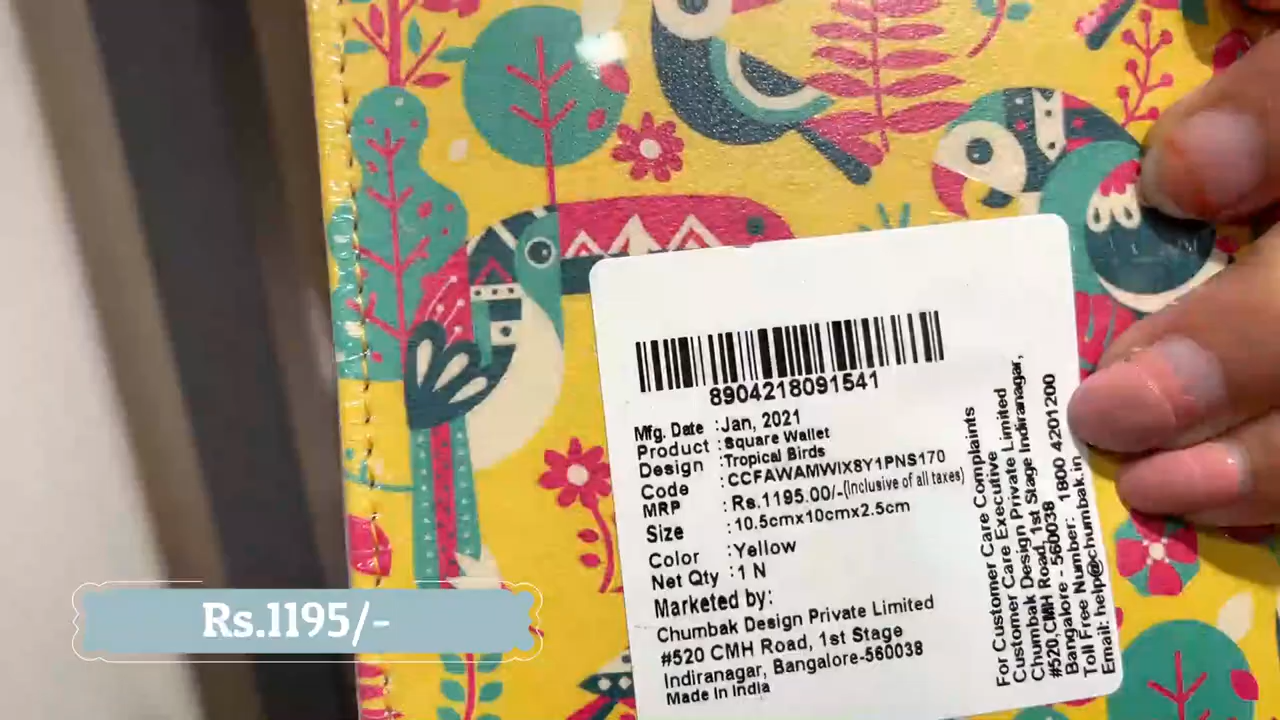 8904218091541
Mfg. Date : Jan, 2021
Product : Square Wallet
Design : Tropical Birds
Code : CCFAWAMWIX8Y1PNS170
MRP : Rs.1195.00/-(Inclusive of all taxes)
Size : 10.5cmx10cmx2.5cm
Color : Yellow
Net Qty : 1 N
Marketed by:
Chumbak Design Private Limited
#520 CMH Road, 1st Stage
Indiranagar, Bangalore-560038
Made In India
For Customer Care Complaints
Customer Care Executive
Chumbak Design Private Limited
#520,CMH Road, 1st Stage Indiranagar,
Bangalore - 560038
Toll Free Number: 1800 4201200
Email: help@chumbak.in
Rs.1195/-